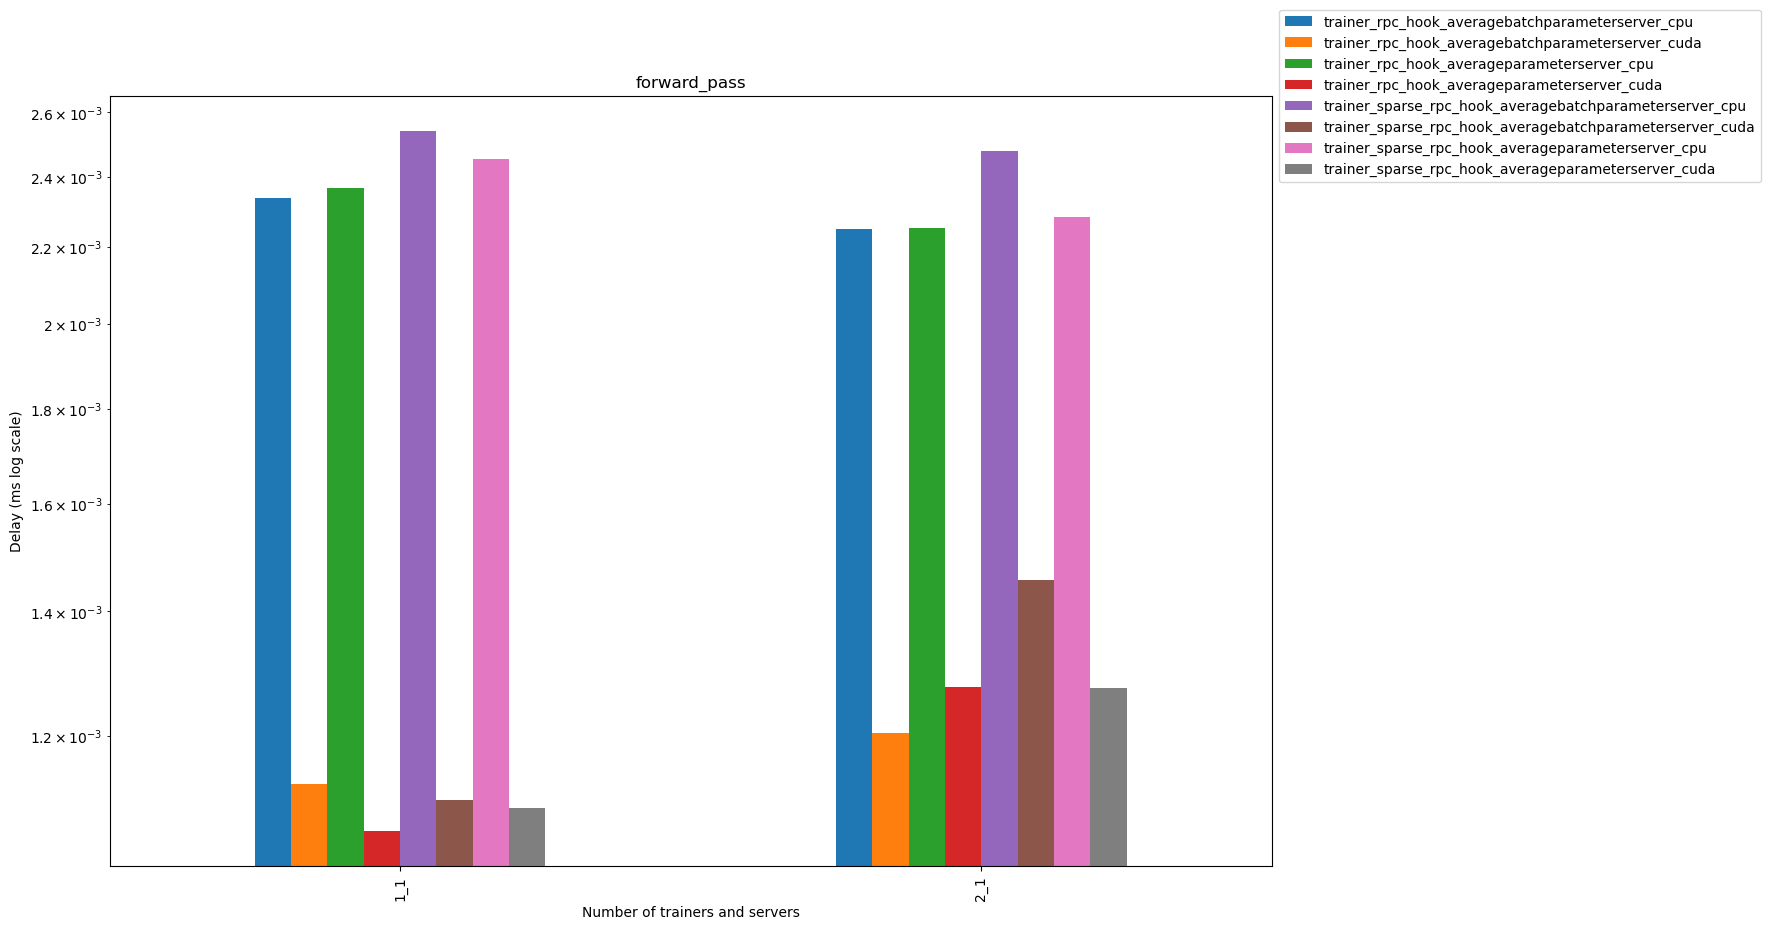 forward_pass
trainer_rpc_hook_averagebatchparameterserver_cpu
trainer_rpc_hook_averagebatchparameterserver_cuda
trainer_rpc_hook_averageparameterserver_cpu
trainer_rpc_hook_averageparameterserver_cuda
trainer_sparse_rpc_hook_averagebatchparameterserver_cpu
trainer_sparse_rpc_hook_averagebatchparameterserver_cuda
trainer_sparse_rpc_hook_averageparameterserver_cpu
trainer_sparse_rpc_hook_averageparameterserver_cuda
Delay (ms log scale)
2.6 × 10⁻³
2.4 × 10⁻³
2.2 × 10⁻³
2 × 10⁻³
1.8 × 10⁻³
1.6 × 10⁻³
1.4 × 10⁻³
1.2 × 10⁻³
1_1
2_1
Number of trainers and servers